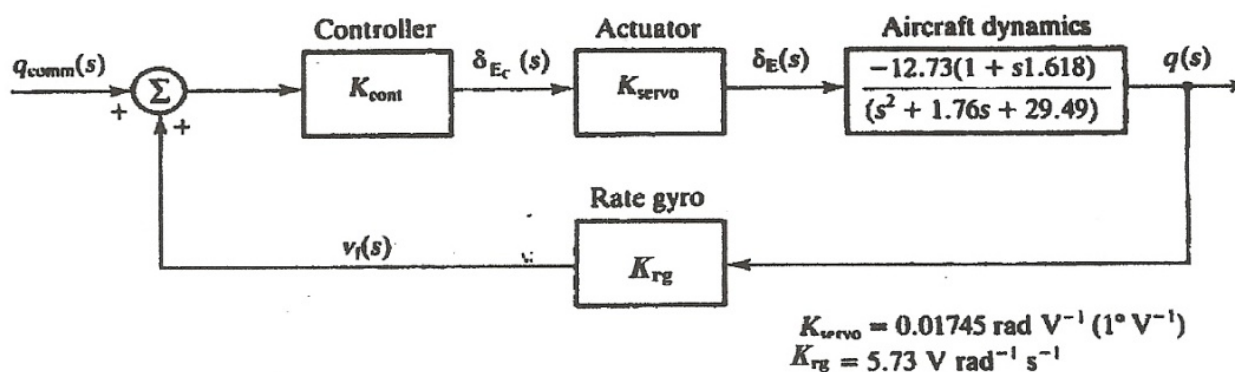 Controller
Actuator
Aircraft dynamics
q_comm(s)
δ_Ec (s)
δ_E(s)
q(s)
Σ
+
+
K_cont
K_servo
−12.73(1 + s1.618)
(s² + 1.76s + 29.49)
Rate gyro
v_f(s)
K_rg
K_servo = 0.01745 rad V⁻¹ (1° V⁻¹)
K_rg = 5.73 V rad⁻¹ s⁻¹